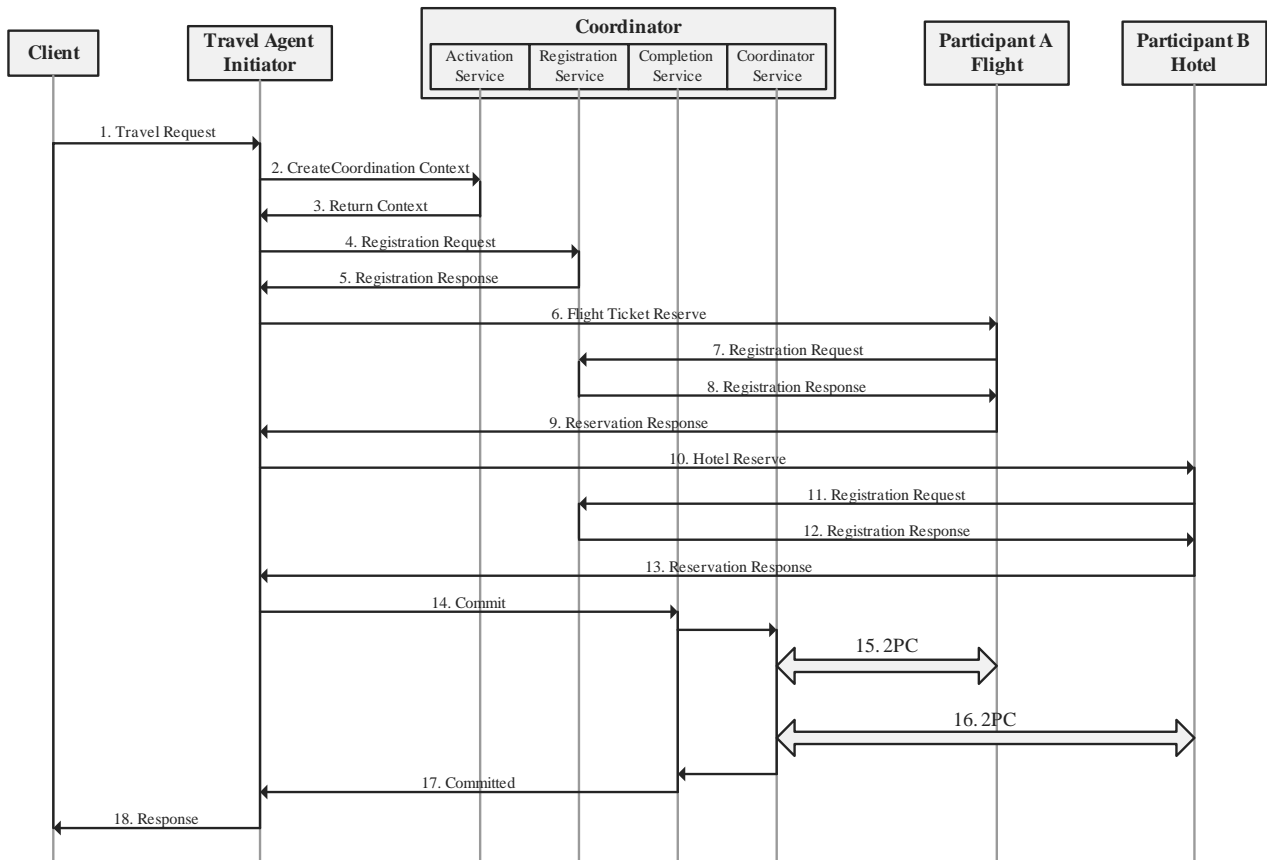 Coordinator
Client
Travel Agent
Initiator
Activation
Service
Registration
Service
Completion
Service
Coordinator
Service
Participant A
Flight
Participant B
Hotel
1. Travel Request
2. CreateCoordination Context
3. Return Context
4. Registration Request
5. Registration Response
6. Flight Ticket Reserve
7. Registration Request
8. Registration Response
9. Reservation Response
10. Hotel Reserve
11. Registration Request
12. Registration Response
13. Reservation Response
14. Commit
15. 2PC
16. 2PC
17. Committed
18. Response